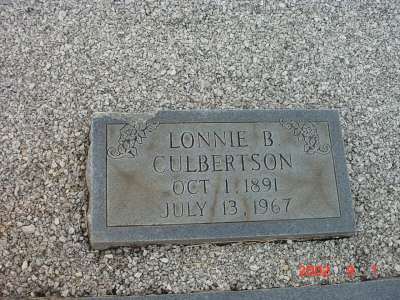 LONNIE B.
CULBERTSON
OCT 1, 1891
JULY 13, 1967